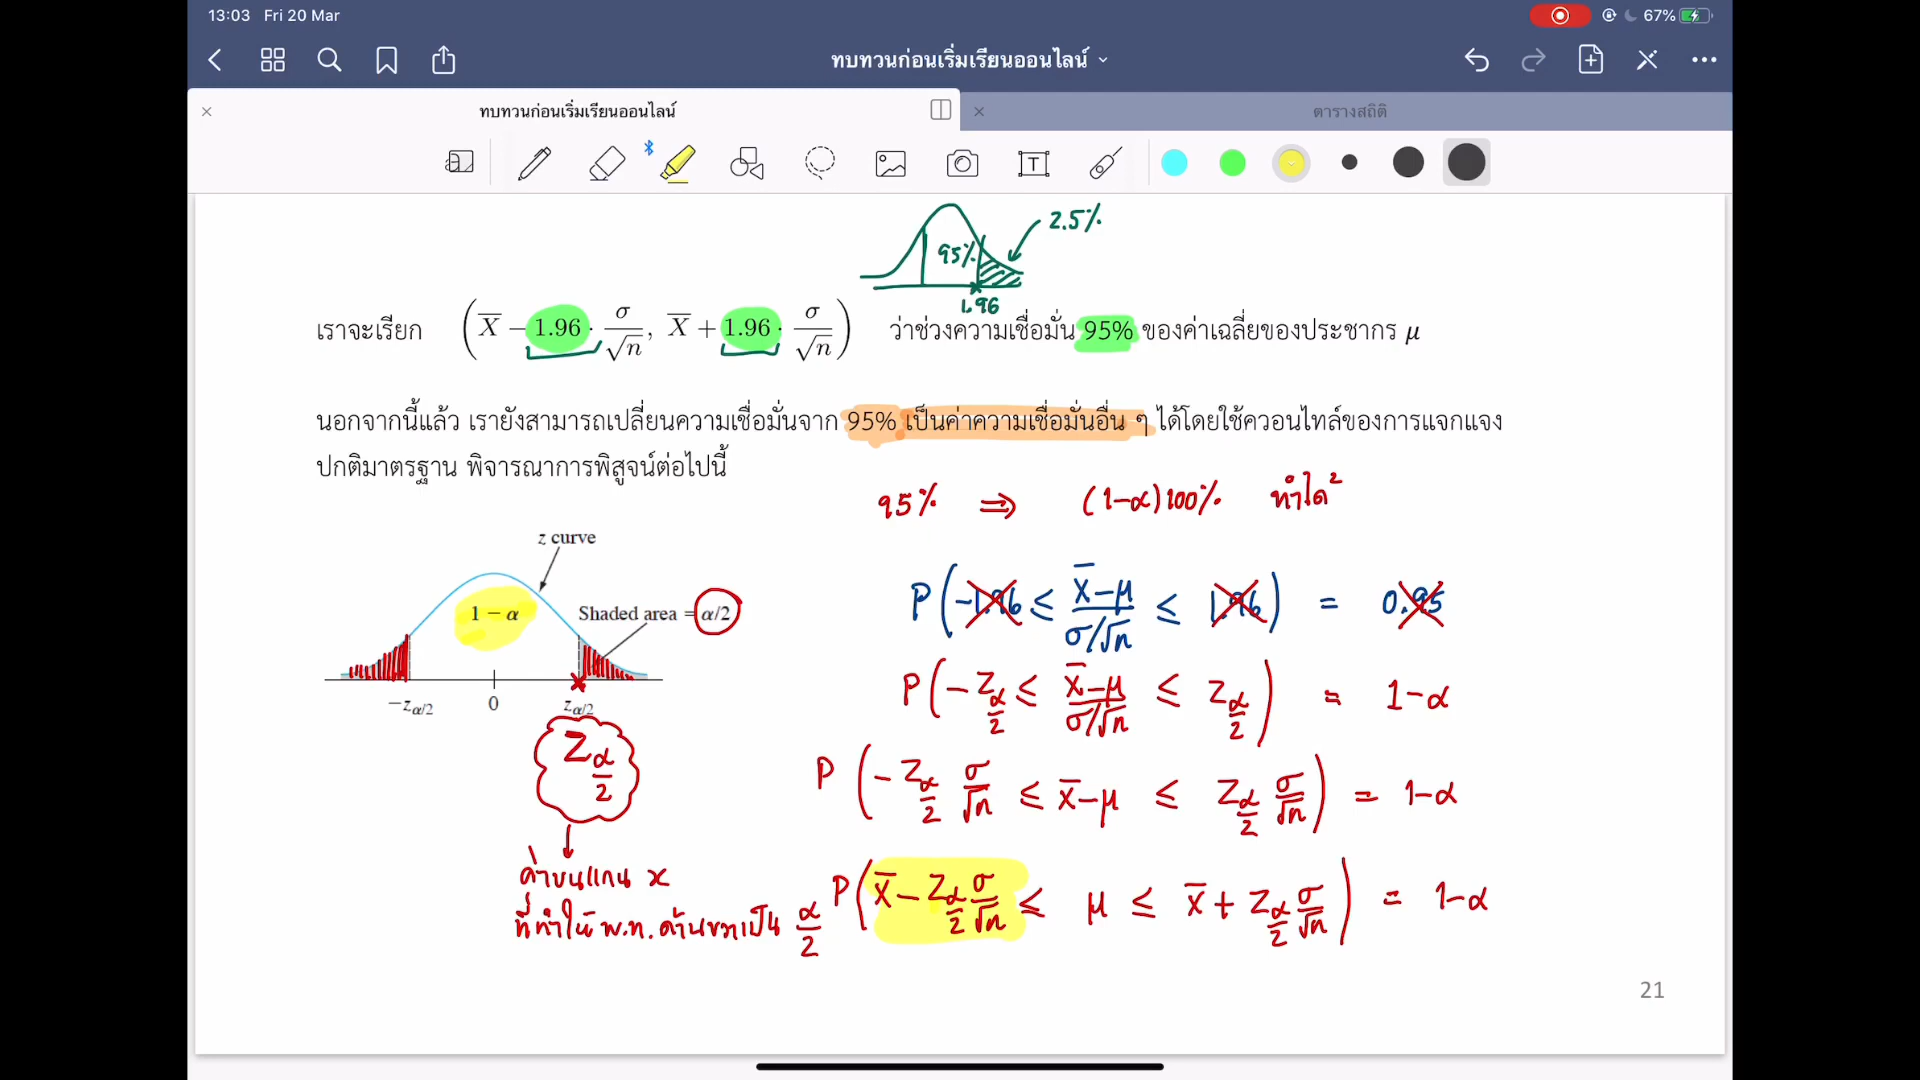 13:03 Fri 20 Mar
67%
ทบทวนก่อนเริ่มเรียนออนไลน์
ทบทวนก่อนเริ่มเรียนออนไลน์
ตารางสถิติ
2.5%
95%
1.96
เราจะเรียก (X̄ − 1.96 · σ/√n, X̄ + 1.96 · σ/√n) ว่าช่วงความเชื่อมั่น 95% ของค่าเฉลี่ยของประชากร μ
นอกจากนี้แล้ว เรายังสามารถเปลี่ยนความเชื่อมั่นจาก 95% เป็นค่าความเชื่อมั่นอื่น ๆ ได้โดยใช้ควอนไทล์ของการแจกแจง
ปกติมาตรฐาน พิจารณาการพิสูจน์ต่อไปนี้
95% ⇒ (1-α)100% ทำได้
z curve
1 − α
Shaded area = α/2
−zα/2 0 zα/2
Zα/2
ค่าบนแกน x
ที่ทำให้ พ.ท. ด้านขวาเป็น α/2
P(-1.96 ≤ (x̄-μ)/(σ/√n) ≤ 1.96) = 0.95
P(-Zα/2 ≤ (x̄-μ)/(σ/√n) ≤ Zα/2) = 1-α
P(-Zα/2 σ/√n ≤ x̄-μ ≤ Zα/2 σ/√n) = 1-α
P(x̄ - Zα/2 σ/√n ≤ μ ≤ x̄ + Zα/2 σ/√n) = 1-α
21